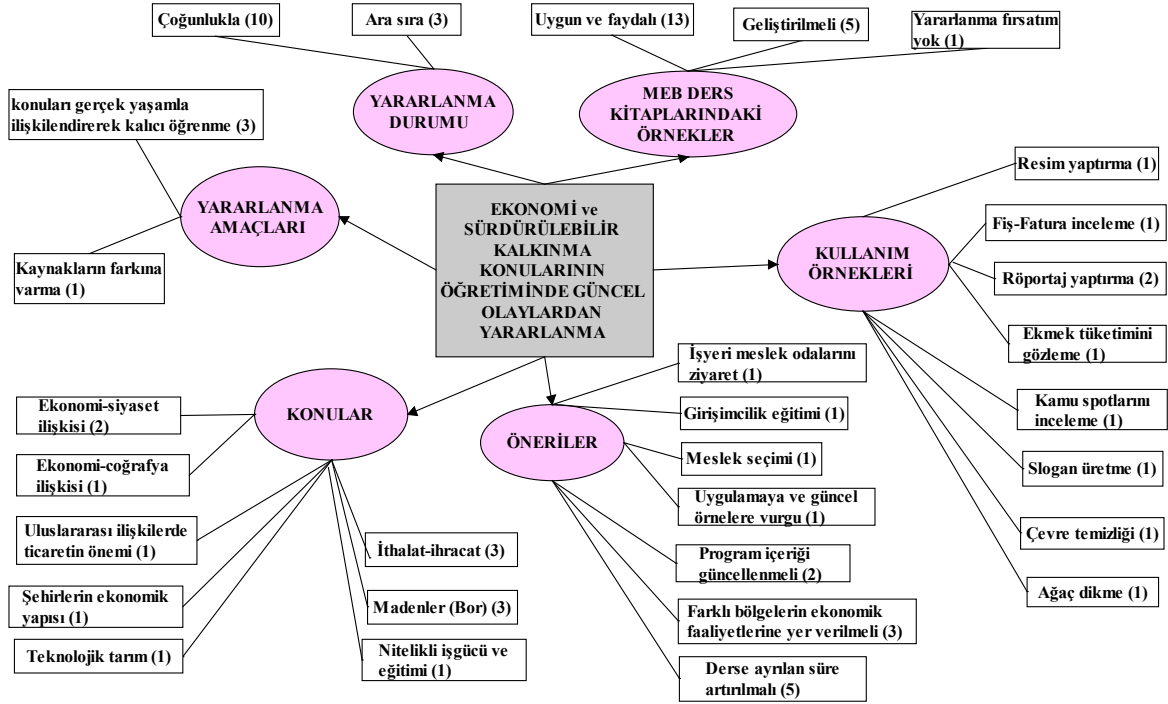 Çoğunlukla (10)
Ara sıra (3)
Uygun ve faydalı (13)
Geliştirilmeli (5)
Yararlanma fırsatım
yok (1)
YARARLANMA
DURUMU
MEB DERS
KİTAPLARINDAKİ
ÖRNEKLER
konuları gerçek yaşamla
ilişkilendirerek kalıcı öğrenme (3)
YARARLANMA
AMAÇLARI
Kaynakların farkına
varma (1)
EKONOMİ ve
SÜRDÜRÜLEBİLİR
KALKINMA
KONULARININ
ÖĞRETİMİNDE GÜNCEL
OLAYLARDAN
YARARLANMA
KULLANIM
ÖRNEKLERİ
Resim yaptırma (1)
Fiş-Fatura inceleme (1)
Röportaj yaptırma (2)
Ekmek tüketimini
gözleme (1)
Kamu spotlarını
inceleme (1)
Slogan üretme (1)
Çevre temizliği (1)
Ağaç dikme (1)
KONULAR
Ekonomi-siyaset
ilişkisi (2)
Ekonomi-coğrafya
ilişkisi (1)
Uluslararası ilişkilerde
ticaretin önemi (1)
Şehirlerin ekonomik
yapısı (1)
Teknolojik tarım (1)
İthalat-ihracat (3)
Madenler (Bor) (3)
Nitelikli işgücü ve
eğitimi (1)
ÖNERİLER
İşyeri meslek odalarını
ziyaret (1)
Girişimcilik eğitimi (1)
Meslek seçimi (1)
Uygulamaya ve güncel
örnelere vurgu (1)
Program içeriği
güncellenmeli (2)
Farklı bölgelerin ekonomik
faaliyetlerine yer verilmeli (3)
Derse ayrılan süre
artırılmalı (5)